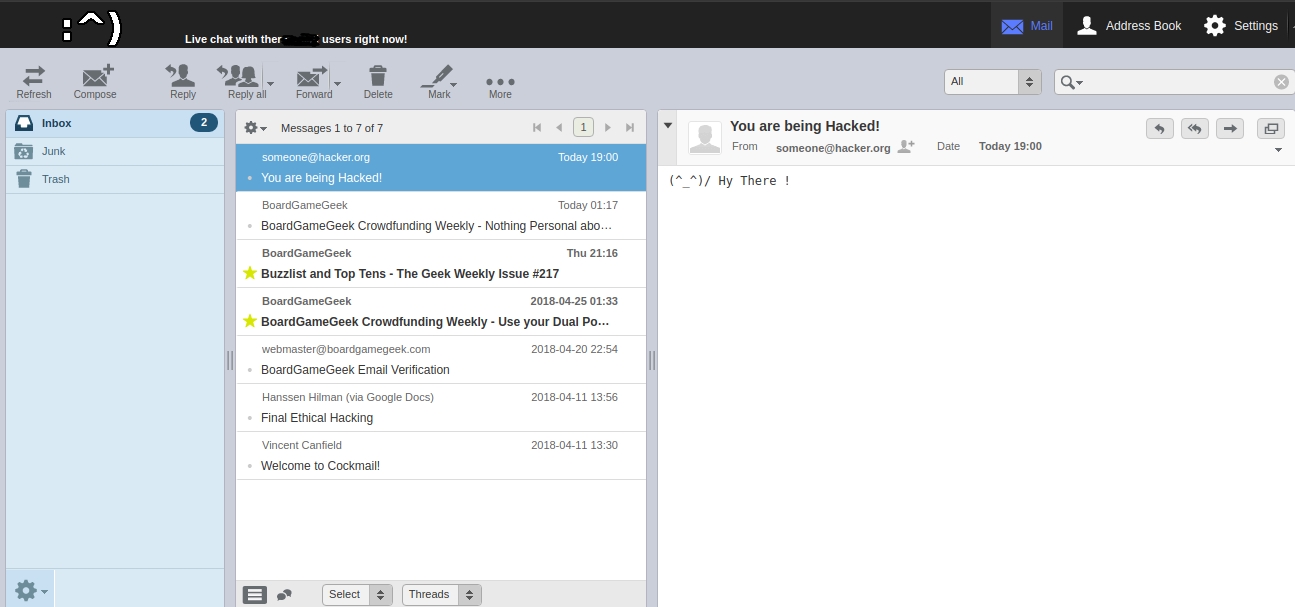 :^)
Live chat with ther users right now!
Mail
Address Book
Settings
Refresh
Compose
Reply
Reply all
Forward
Delete
Mark
More
All
Inbox
2
Junk
Trash
Messages 1 to 7 of 7
1
someone@hacker.org Today 19:00
You are being Hacked!
BoardGameGeek Today 01:17
BoardGameGeek Crowdfunding Weekly - Nothing Personal abo…
BoardGameGeek Thu 21:16
Buzzlist and Top Tens - The Geek Weekly Issue #217
BoardGameGeek 2018-04-25 01:33
BoardGameGeek Crowdfunding Weekly - Use your Dual Po…
webmaster@boardgamegeek.com 2018-04-20 22:54
BoardGameGeek Email Verification
Hanssen Hilman (via Google Docs) 2018-04-11 13:56
Final Ethical Hacking
Vincent Canfield 2018-04-11 13:30
Welcome to Cockmail!
Select
Threads
You are being Hacked!
From someone@hacker.org Date Today 19:00
(^_^)/ Hy There !